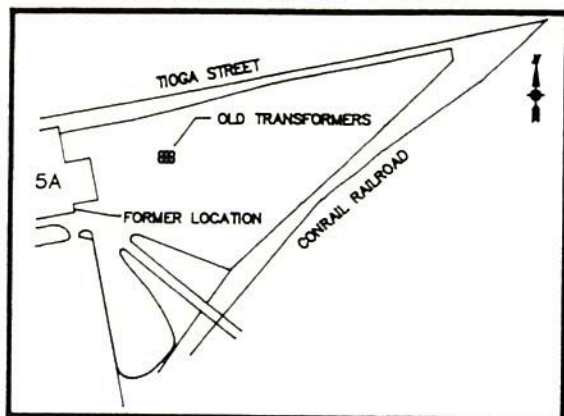 TIOGA STREET
OLD TRANSFORMERS
5A
CONRAIL RAILROAD
FORMER LOCATION